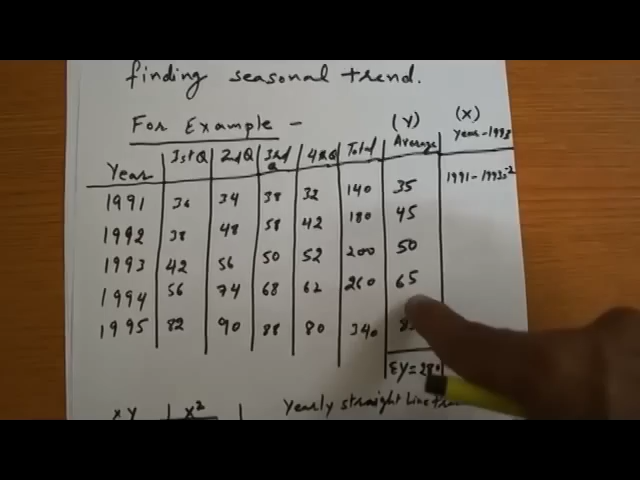 finding seasonal trend.
For Example -
(Y) (X)
Year 1st Q 2nd Q 3rd Q 4th Q Total Average Year-1993
1991 36 34 38 32 140 35 1991-1993=-2
1992 38 48 58 42 180 45
1993 42 56 50 52 200 50
1994 56 74 68 62 260 65
1995 82 90 88 80 340
ΣY=280
XY X² Yearly straight line